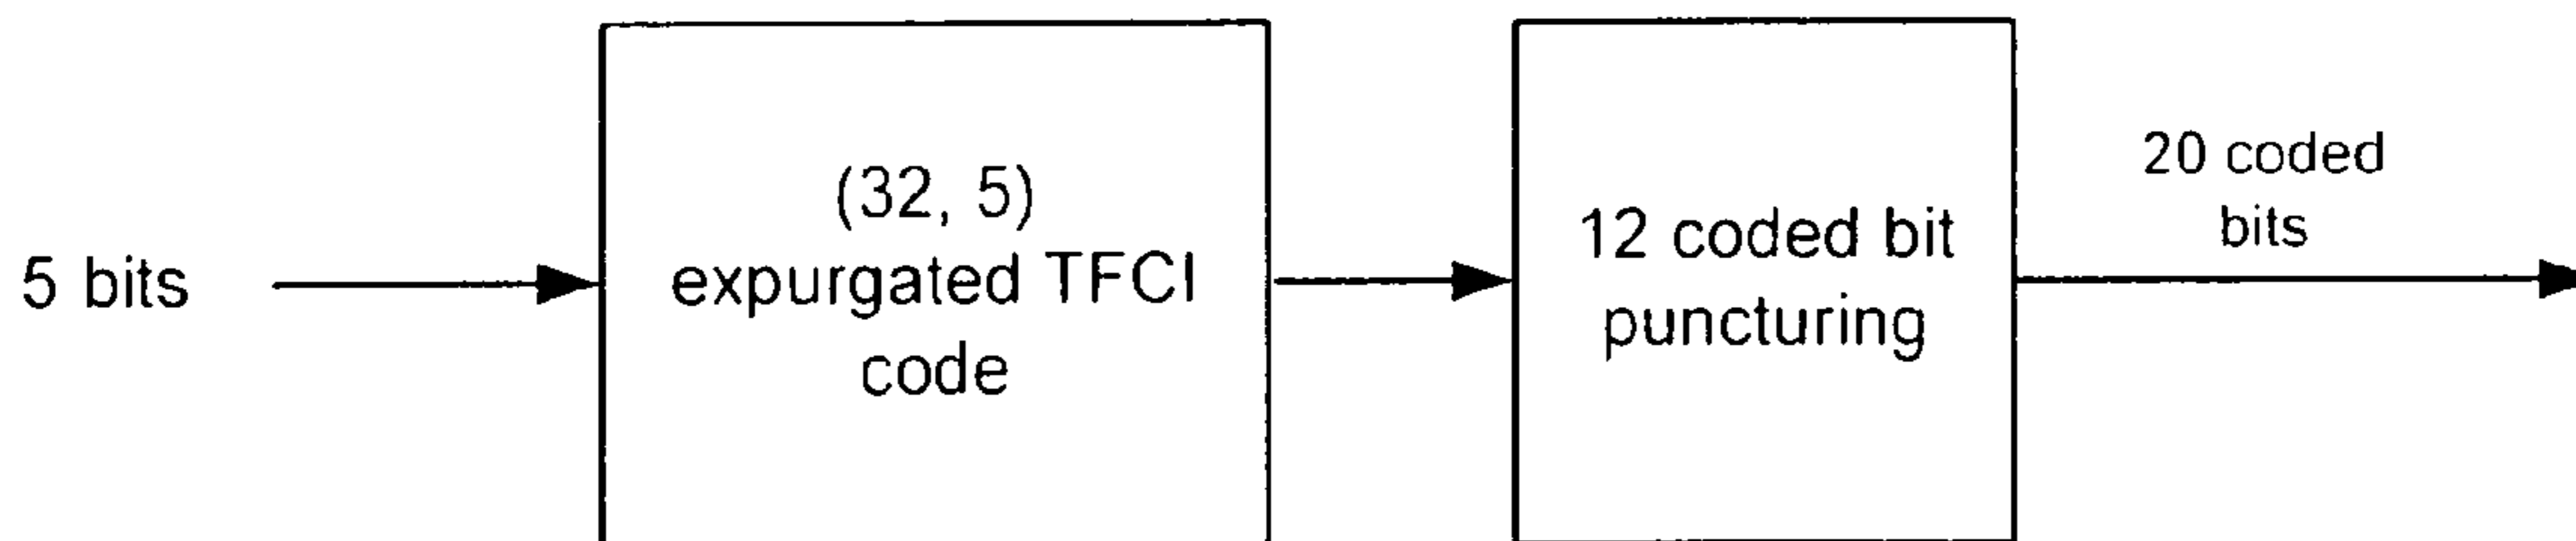 5 bits
(32, 5)
expurgated TFCI
code
12 coded bit
puncturing
20 coded
bits